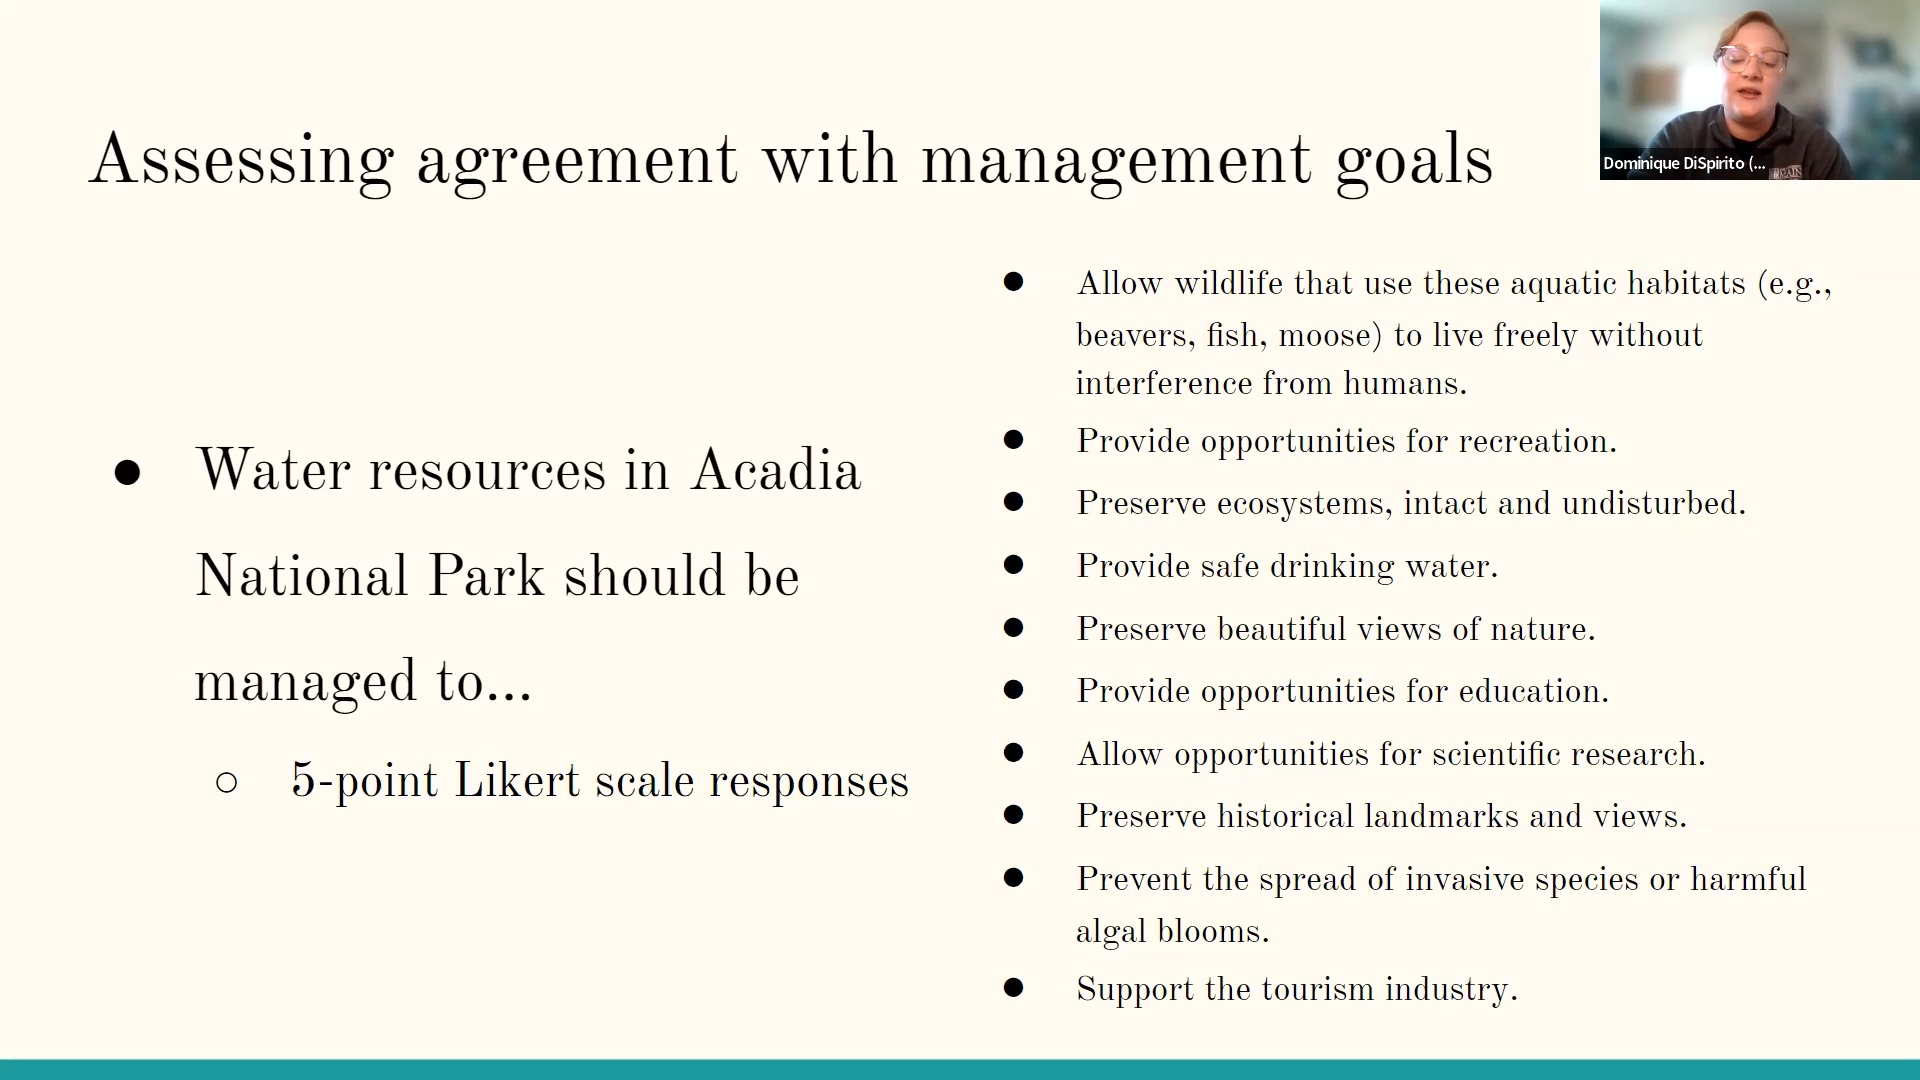 Assessing agreement with management goals
Dominique DiSpirito (...
● Water resources in Acadia
National Park should be
managed to...
○ 5-point Likert scale responses
● Allow wildlife that use these aquatic habitats (e.g.,
beavers, fish, moose) to live freely without
interference from humans.
● Provide opportunities for recreation.
● Preserve ecosystems, intact and undisturbed.
● Provide safe drinking water.
● Preserve beautiful views of nature.
● Provide opportunities for education.
● Allow opportunities for scientific research.
● Preserve historical landmarks and views.
● Prevent the spread of invasive species or harmful
algal blooms.
● Support the tourism industry.